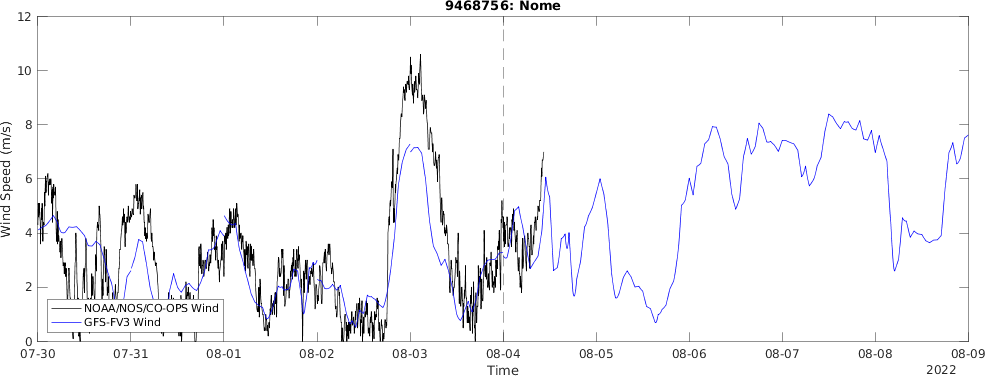 9468756: Nome
12
10
8
6
4
2
0
Wind Speed (m/s)
NOAA/NOS/CO-OPS Wind
GFS-FV3 Wind
07-30 07-31 08-01 08-02 08-03 08-04 08-05 08-06 08-07 08-08 08-09
Time
2022